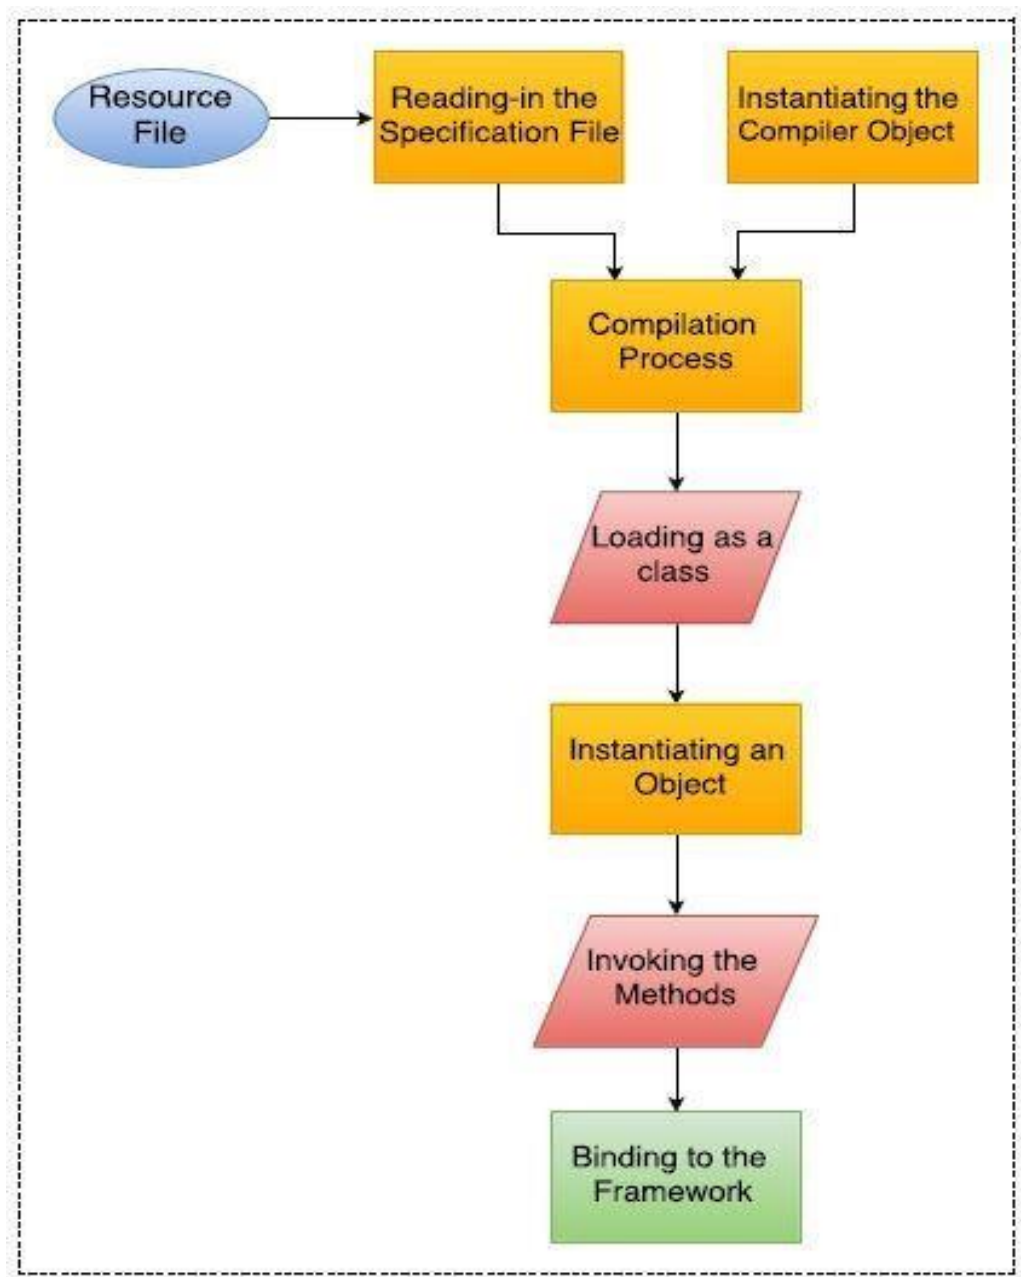 Resource
File
Reading-in the
Specification File
Instantiating the
Compiler Object
Compilation
Process
Loading as a
class
Instantiating an
Object
Invoking the
Methods
Binding to the
Framework